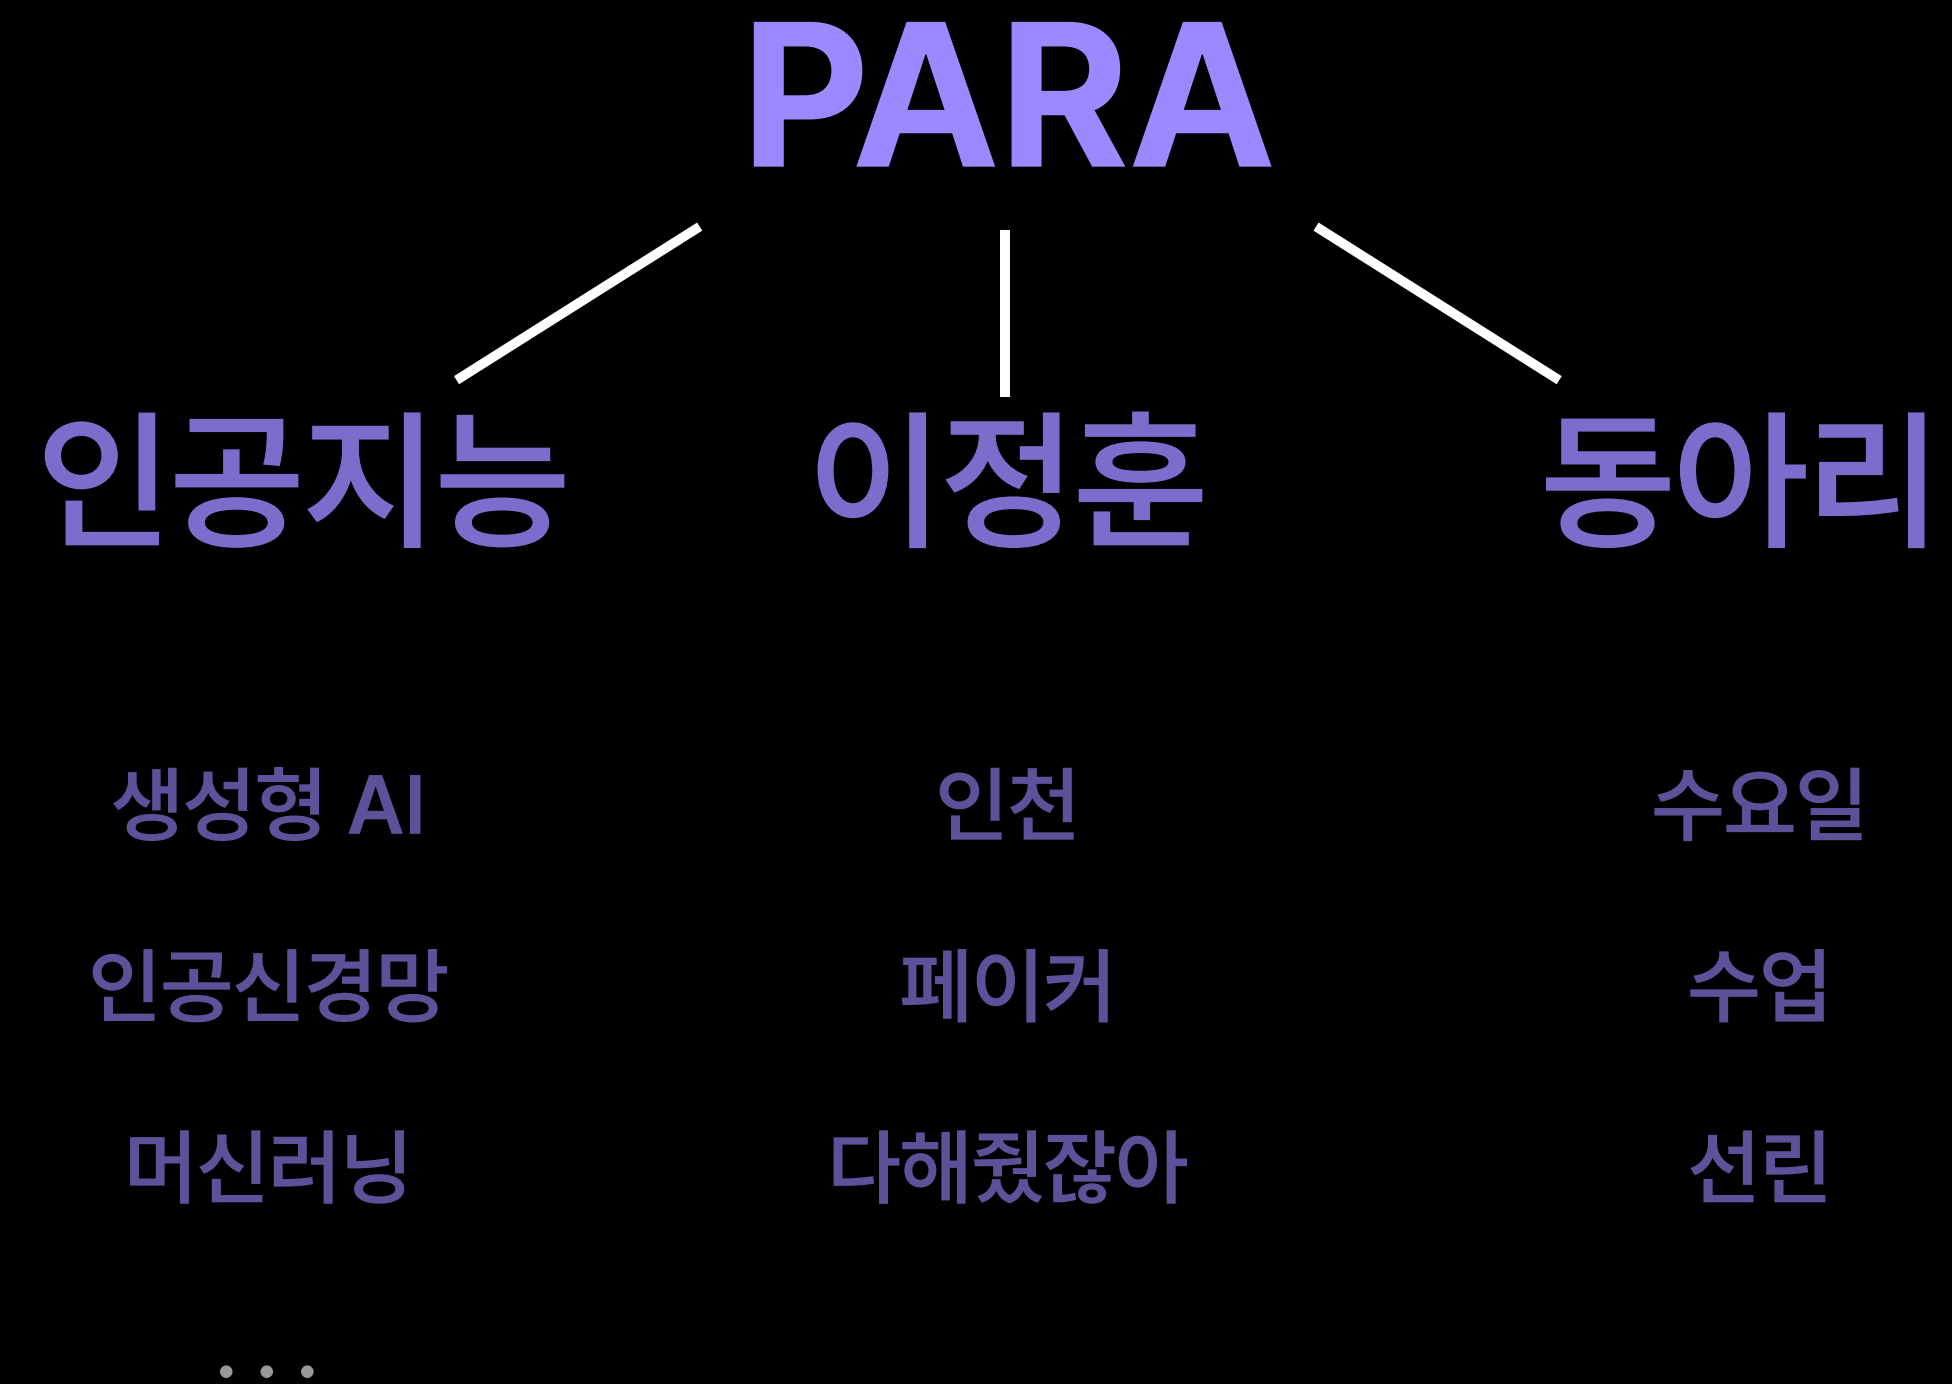 PARA
인공지능 이정훈 동아리
생성형 AI 인천 수요일
인공신경망 페이커 수업
머신러닝 다해줬잖아 선린
...